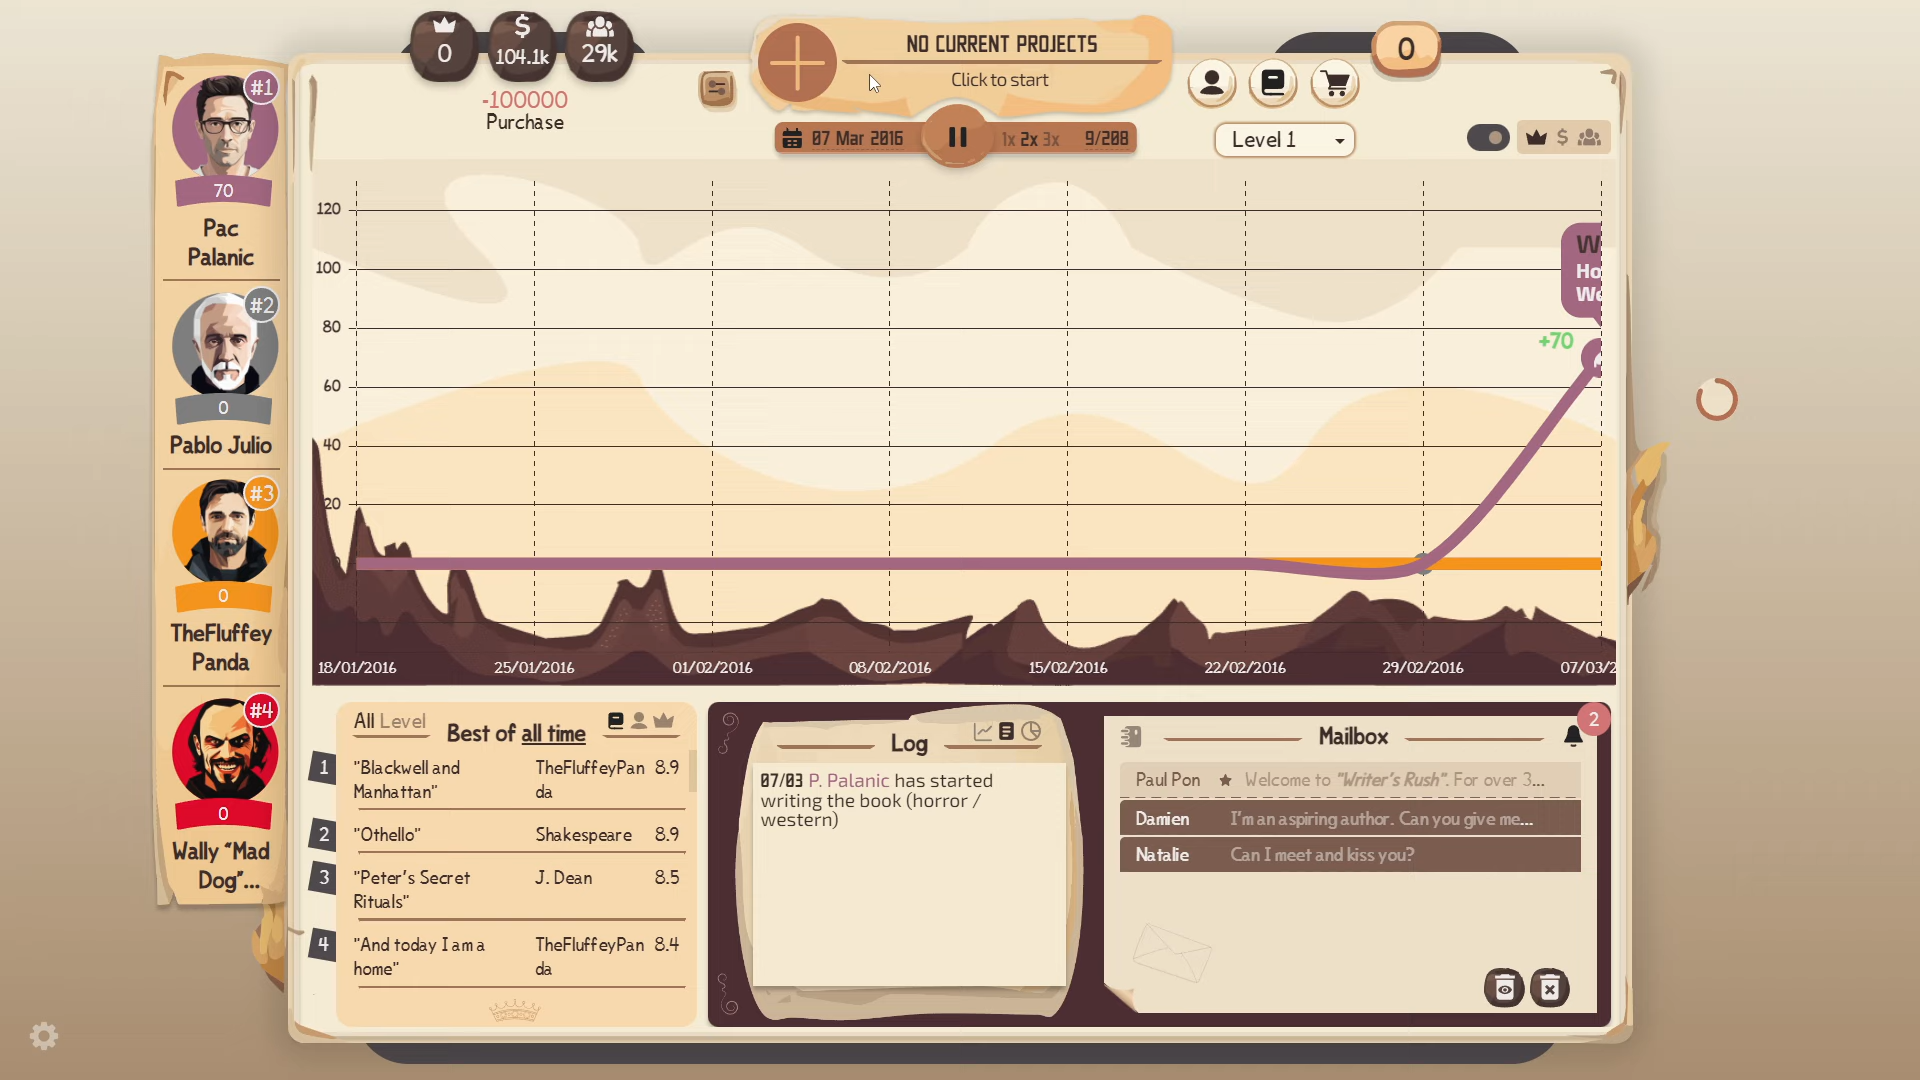 0
$
104.1k
29k
-100000
Purchase
NO CURRENT PROJECTS
Click to start
07 Mar 2016
1x 2x 3x
9/208
0
Level 1
$
#1
70
Pac
Palanic
#2
0
Pablo Julio
#3
0
TheFluffey
Panda
#4
0
Wally “Mad
Dog”...
120
100
80
60
40
20
W
Ho
We
+70
18/01/2016
25/01/2016
01/02/2016
08/02/2016
15/02/2016
22/02/2016
29/02/2016
07/03/2
All Level
Best of all time
1
"Blackwell and
Manhattan"
TheFluffeyPan
da
8.9
2
"Othello"
Shakespeare
8.9
3
"Peter's Secret
Rituals"
J. Dean
8.5
4
"And today I am a
home"
TheFluffeyPan
da
8.4
Log
07/03 P. Palanic has started
writing the book (horror /
western)
Mailbox
2
Paul Pon ★ Welcome to "Writer's Rush". For over 3...
Damien I'm an aspiring author. Can you give me...
Natalie Can I meet and kiss you?